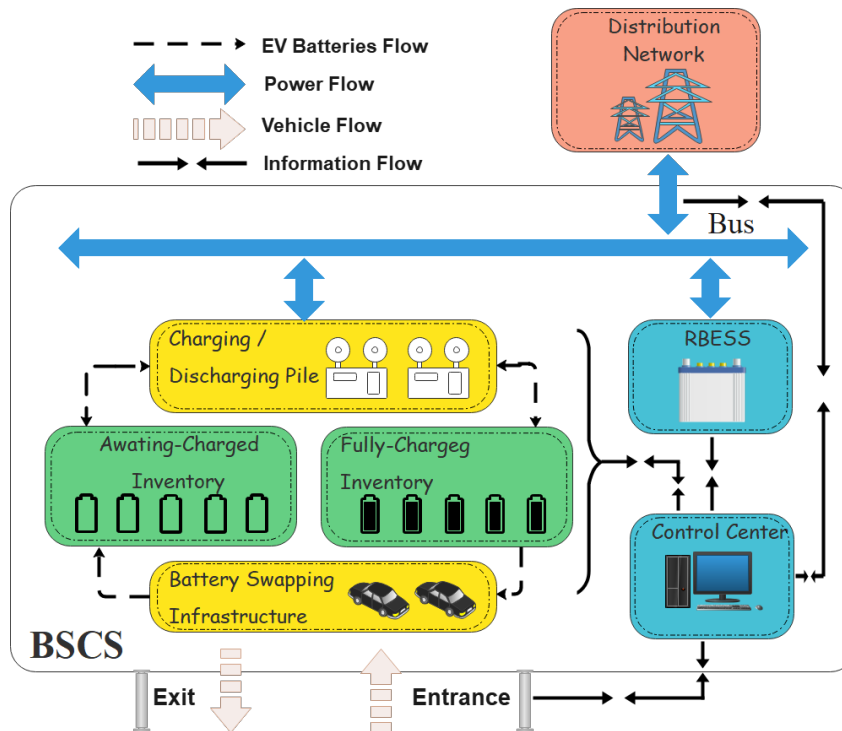 EV Batteries Flow
Power Flow
Vehicle Flow
Information Flow
Distribution
Network
Bus
Charging /
Discharging Pile
RBESS
Awating-Charged
Inventory
Fully-Chargeg
Inventory
Control Center
Battery Swapping
Infrastructure
BSCS
Exit
Entrance